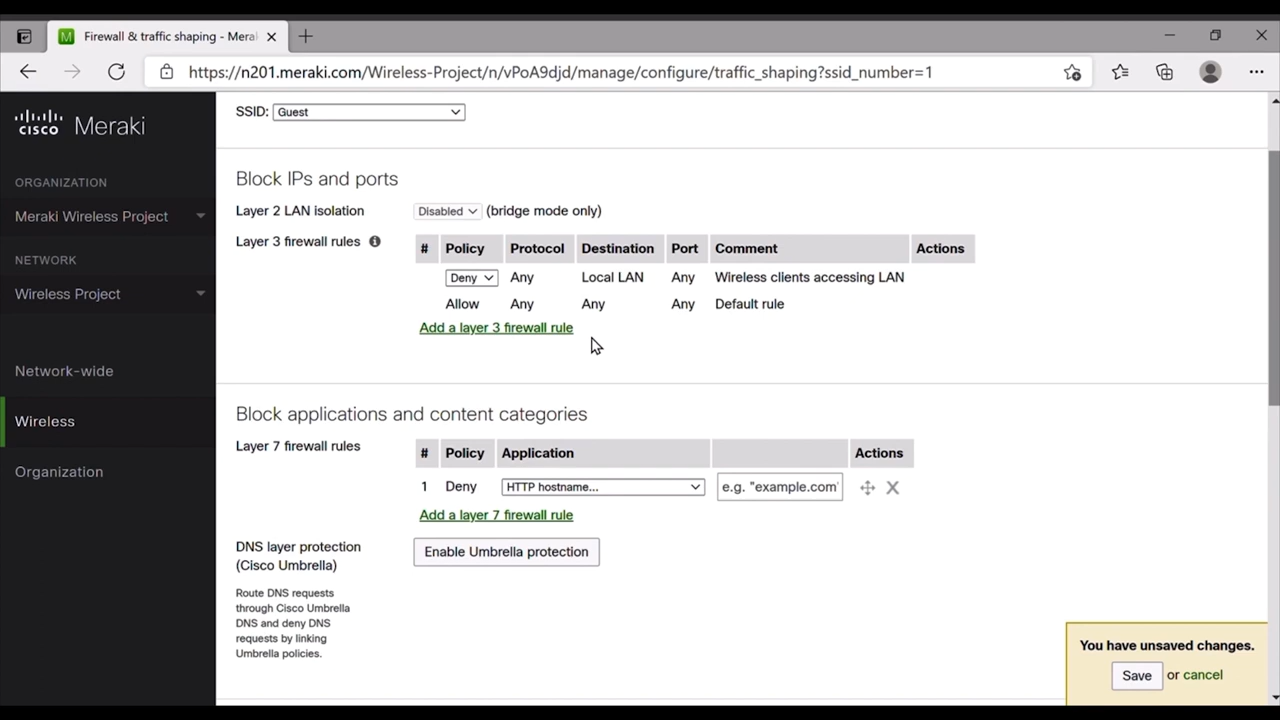 Firewall & traffic shaping - Mera
https://n201.meraki.com/Wireless-Project/n/vPoA9djd/manage/configure/traffic_shaping?ssid_number=1
cisco Meraki
ORGANIZATION
Meraki Wireless Project
NETWORK
Wireless Project
Network-wide
Wireless
Organization
SSID: Guest
Block IPs and ports
Layer 2 LAN isolation Disabled (bridge mode only)
Layer 3 firewall rules
# Policy Protocol Destination Port Comment Actions
Deny Any Local LAN Any Wireless clients accessing LAN
Allow Any Any Any Default rule
Add a layer 3 firewall rule
Block applications and content categories
Layer 7 firewall rules
# Policy Application Actions
1 Deny HTTP hostname... e.g. "example.com"
Add a layer 7 firewall rule
DNS layer protection
(Cisco Umbrella)
Enable Umbrella protection
Route DNS requests
through Cisco Umbrella
DNS and deny DNS
requests by linking
Umbrella policies.
You have unsaved changes.
Save or cancel